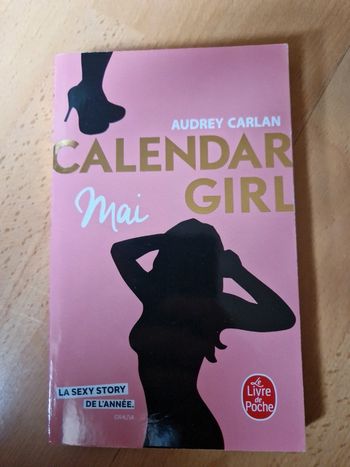 AUDREY CARLAN
CALENDAR
Mai
GIRL
LA SEXY STORY
DE L'ANNÉE.
Le
Livre
de
Poche